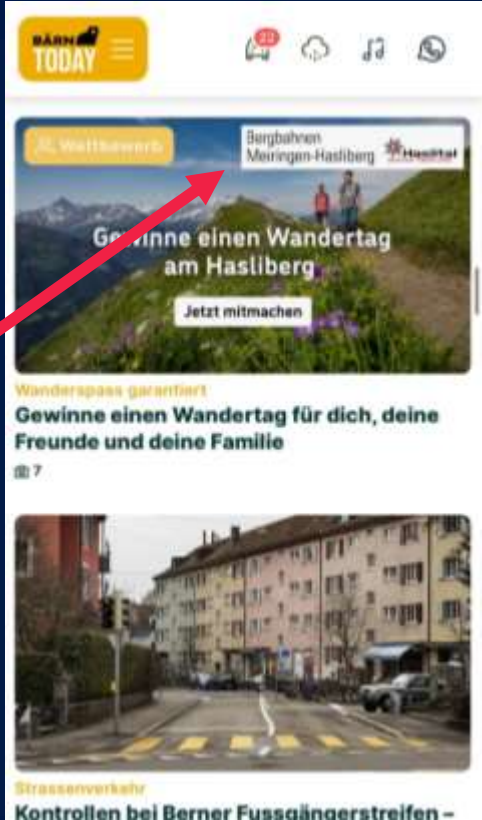 BÄRN
TODAY
23
Wettbewerb
Bergbahnen
Meiringen-Hasliberg
Haslital
Gewinne einen Wandertag
am Hasliberg
Jetzt mitmachen
Wanderspass garantiert
Gewinne einen Wandertag für dich, deine
Freunde und deine Familie
7
Strassenverkehr
Kontrollen bei Berner Fussgängerstreifen –